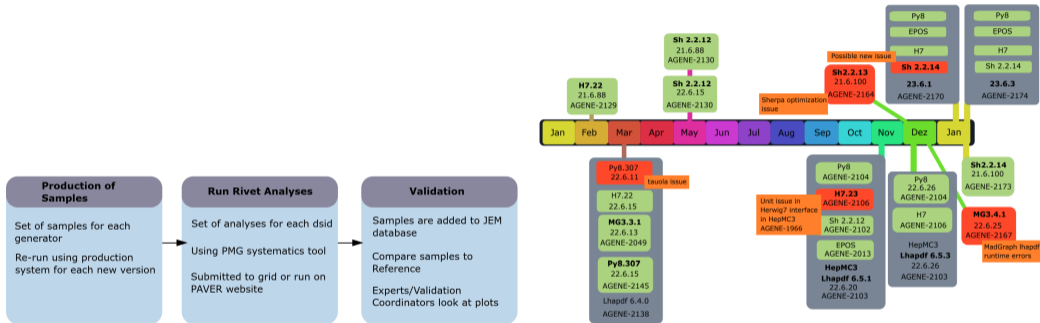 Production of
Samples
Set of samples for each
generator
Re-run using production
system for each new version
Run Rivet Analyses
Set of analyses for each dsid
Using PMG systematics tool
Submitted to grid or run on
PAVER website
Validation
Samples are added to JEM
database
Compare samples to
Reference
Experts/Validation
Coordinators look at plots
H7.22
21.6.88
AGENE-2129
Sh 2.2.12
21.6.88
AGENE-2130
Sh 2.2.12
22.6.15
AGENE-2130
Possible new issue
Sh2.2.13
21.6.100
AGENE-2164
Sherpa optimization
issue
Py8
EPOS
H7
Sh 2.2.14
23.6.1
AGENE-2170
Py8
EPOS
H7
Sh 2.2.14
23.6.3
AGENE-2174
Jan
Feb
Mar
Apr
May
Jun
Jul
Aug
Sep
Oct
Nov
Dez
Jan
Py8.307
22.6.11
tauola issue
H7.22
22.6.15
MG3.3.1
22.6.13
AGENE-2049
Py8.307
22.6.15
AGENE-2145
Lhapdf 6.4.0
AGENE-2138
Unit issue in
Herwig7 interface
in HepMC3
AGENE-1966
Py8
AGENE-2104
H7.23
AGENE-2106
Sh 2.2.12
AGENE-2102
EPOS
AGENE-2013
HepMC3
Lhapdf 6.5.1
22.6.20
AGENE-2103
Py8
22.6.26
AGENE-2104
H7
AGENE-2106
HepMC3
Lhapdf 6.5.3
22.6.26
AGENE-2103
Sh2.2.14
21.6.100
AGENE-2173
MG3.4.1
22.6.25
AGENE-2167
MadGraph lhapdf
runtime errors